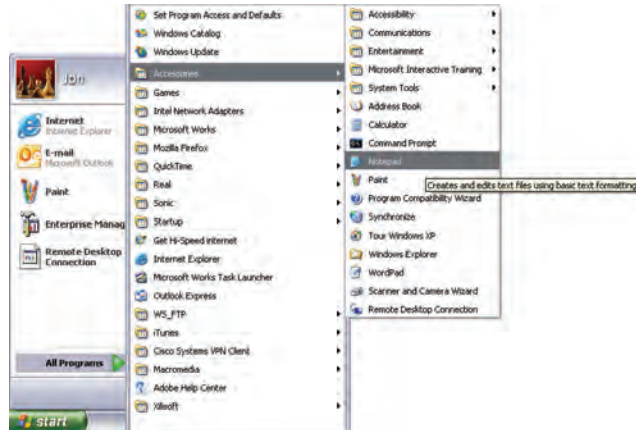 Jon
Internet
Internet Explorer
E-mail
Microsoft Outlook
Paint
Enterprise Manag
Remote Desktop
Connection
All Programs
start
Set Program Access and Defaults
Windows Catalog
Windows Update
Accessories
Games
Intel Network Adapters
Microsoft Works
Mozilla Firefox
QuickTime
Real
Sonic
Startup
Get Hi-Speed Internet
Internet Explorer
Microsoft Works Task Launcher
Outlook Express
WS_FTP
iTunes
Cisco Systems VPN Client
Macromedia
Adobe Help Center
Xilisoft
Accessibility
Communications
Entertainment
Microsoft Interactive Training
System Tools
Address Book
Calculator
Command Prompt
Notepad
Paint
Creates and edits text files using basic text formatting
Program Compatibility Wizard
Synchronize
Tour Windows XP
Windows Explorer
WordPad
Scanner and Camera Wizard
Remote Desktop Connection